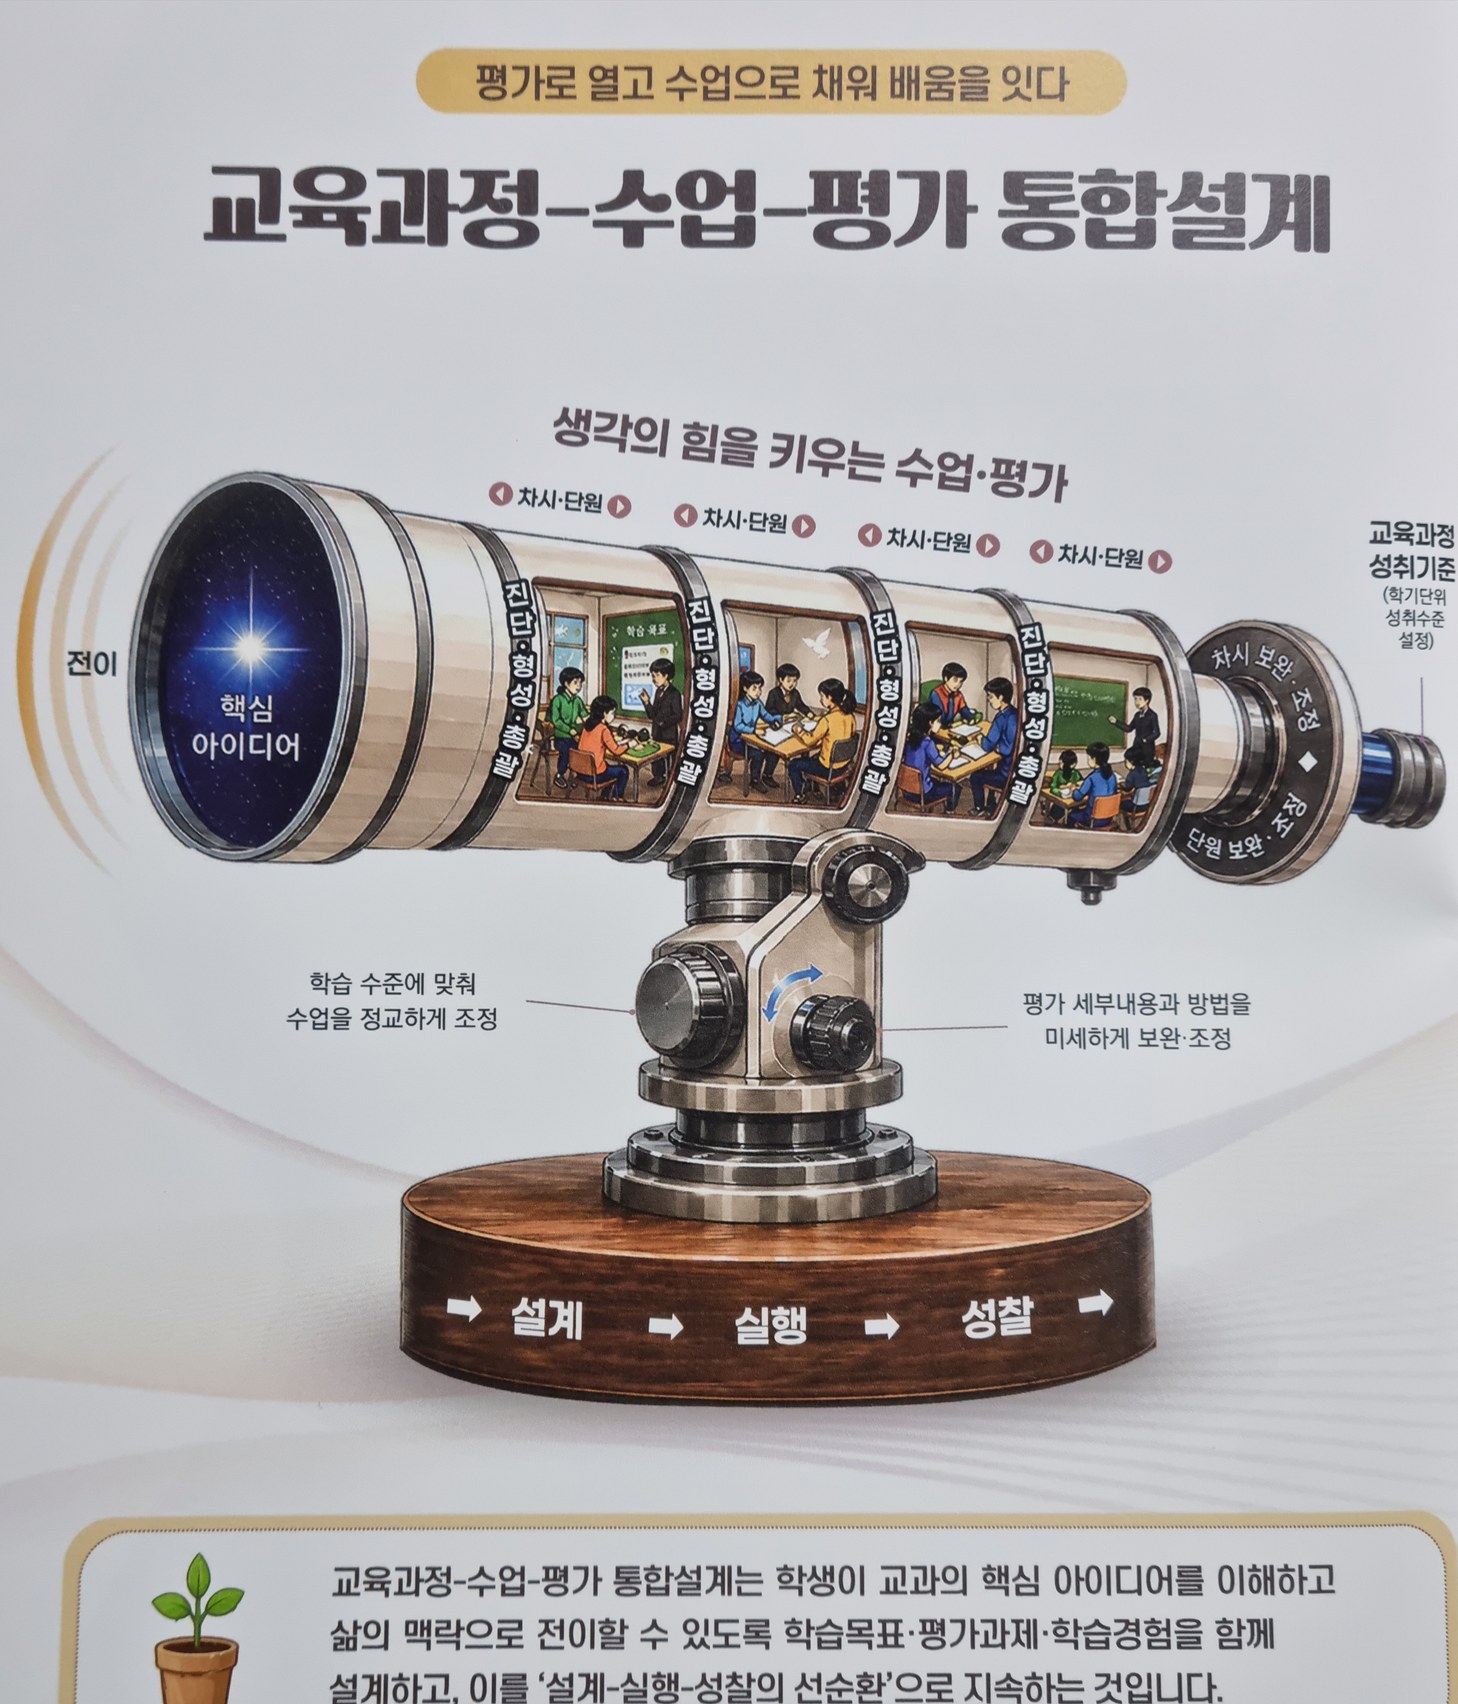 평가로 열고 수업으로 채워 배움을 잇다
교육과정-수업-평가 통합설계
생각의 힘을 키우는 수업·평가
차시·단원
차시·단원
차시·단원
차시·단원
교육과정
성취기준
(학기단위
성취수준
설정)
전이
핵심
아이디어
진단·형성·총괄
학습 목표
진단·형성·총괄
진단·형성·총괄
진단·형성·총괄
차시 보완·조정
단원 보완·조정
학습 수준에 맞춰
수업을 정교하게 조정
평가 세부내용과 방법을
미세하게 보완·조정
설계
실행
성찰
교육과정-수업-평가 통합설계는 학생이 교과의 핵심 아이디어를 이해하고
삶의 맥락으로 전이할 수 있도록 학습목표·평가과제·학습경험을 함께
설계하고, 이를 ‘설계-실행-성찰의 선순환’으로 지속하는 것입니다.